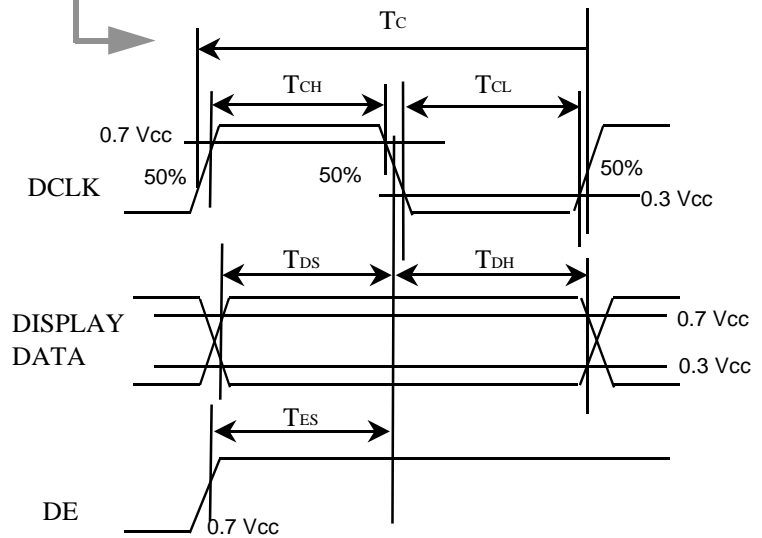 TC
TCH
TCL
0.7 Vcc
50%
50%
50%
DCLK
0.3 Vcc
TDS
TDH
DISPLAY
DATA
0.7 Vcc
0.3 Vcc
TES
DE
0.7 Vcc